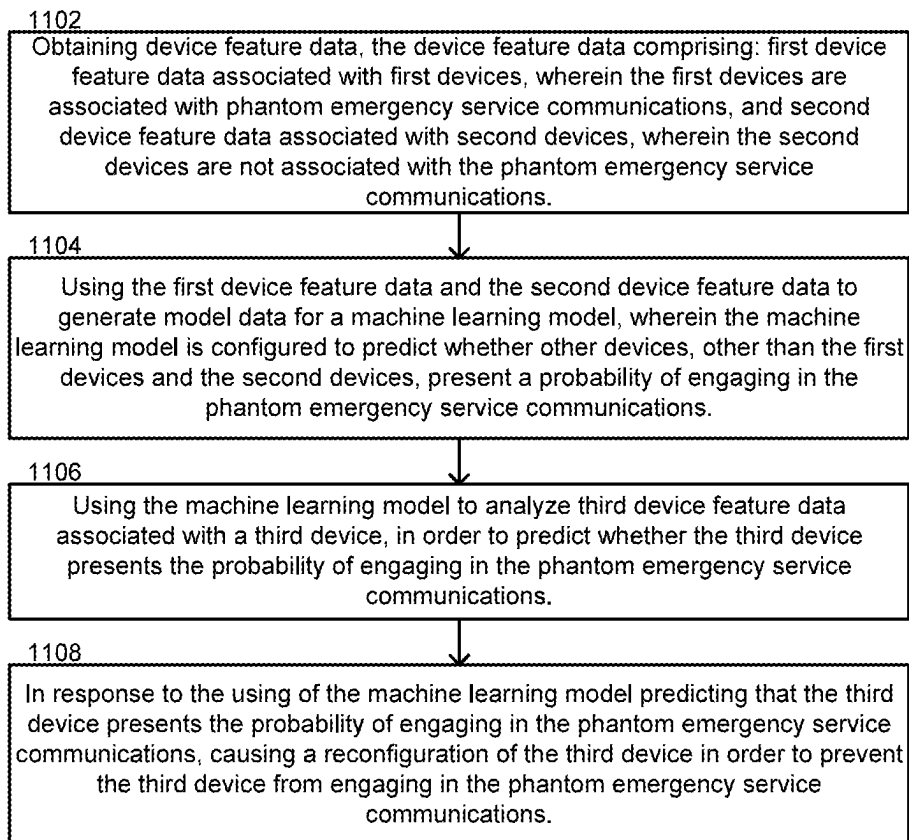 1102
Obtaining device feature data, the device feature data comprising: first device
feature data associated with first devices, wherein the first devices are
associated with phantom emergency service communications, and second
device feature data associated with second devices, wherein the second
devices are not associated with the phantom emergency service
communications.
1104
Using the first device feature data and the second device feature data to
generate model data for a machine learning model, wherein the machine
learning model is configured to predict whether other devices, other than the first
devices and the second devices, present a probability of engaging in the
phantom emergency service communications.
1106
Using the machine learning model to analyze third device feature data
associated with a third device, in order to predict whether the third device
presents the probability of engaging in the phantom emergency service
communications.
1108
In response to the using of the machine learning model predicting that the third
device presents the probability of engaging in the phantom emergency service
communications, causing a reconfiguration of the third device in order to prevent
the third device from engaging in the phantom emergency service
communications.